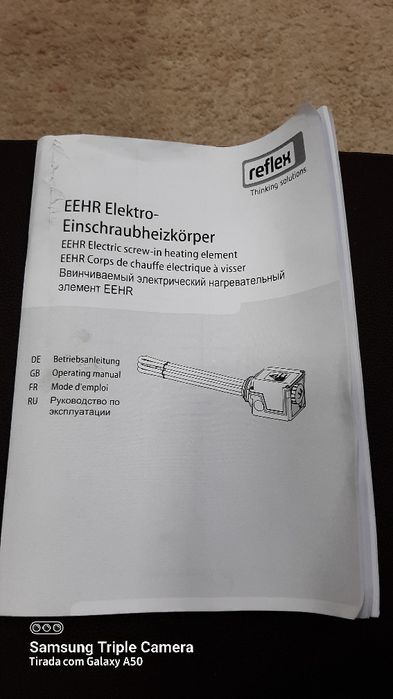 reflex
Thinking solutions
EEHR Elektro-
Einschraubheizkörper
EEHR Electric screw-in heating element
EEHR Corps de chauffe électrique à visser
Ввинчиваемый электрический нагревательный
элемент EEHR
DE Betriebsanleitung
GB Operating manual
FR Mode d'emploi
RU Руководство по
эксплуатации
Samsung Triple Camera
Tirada com Galaxy A50